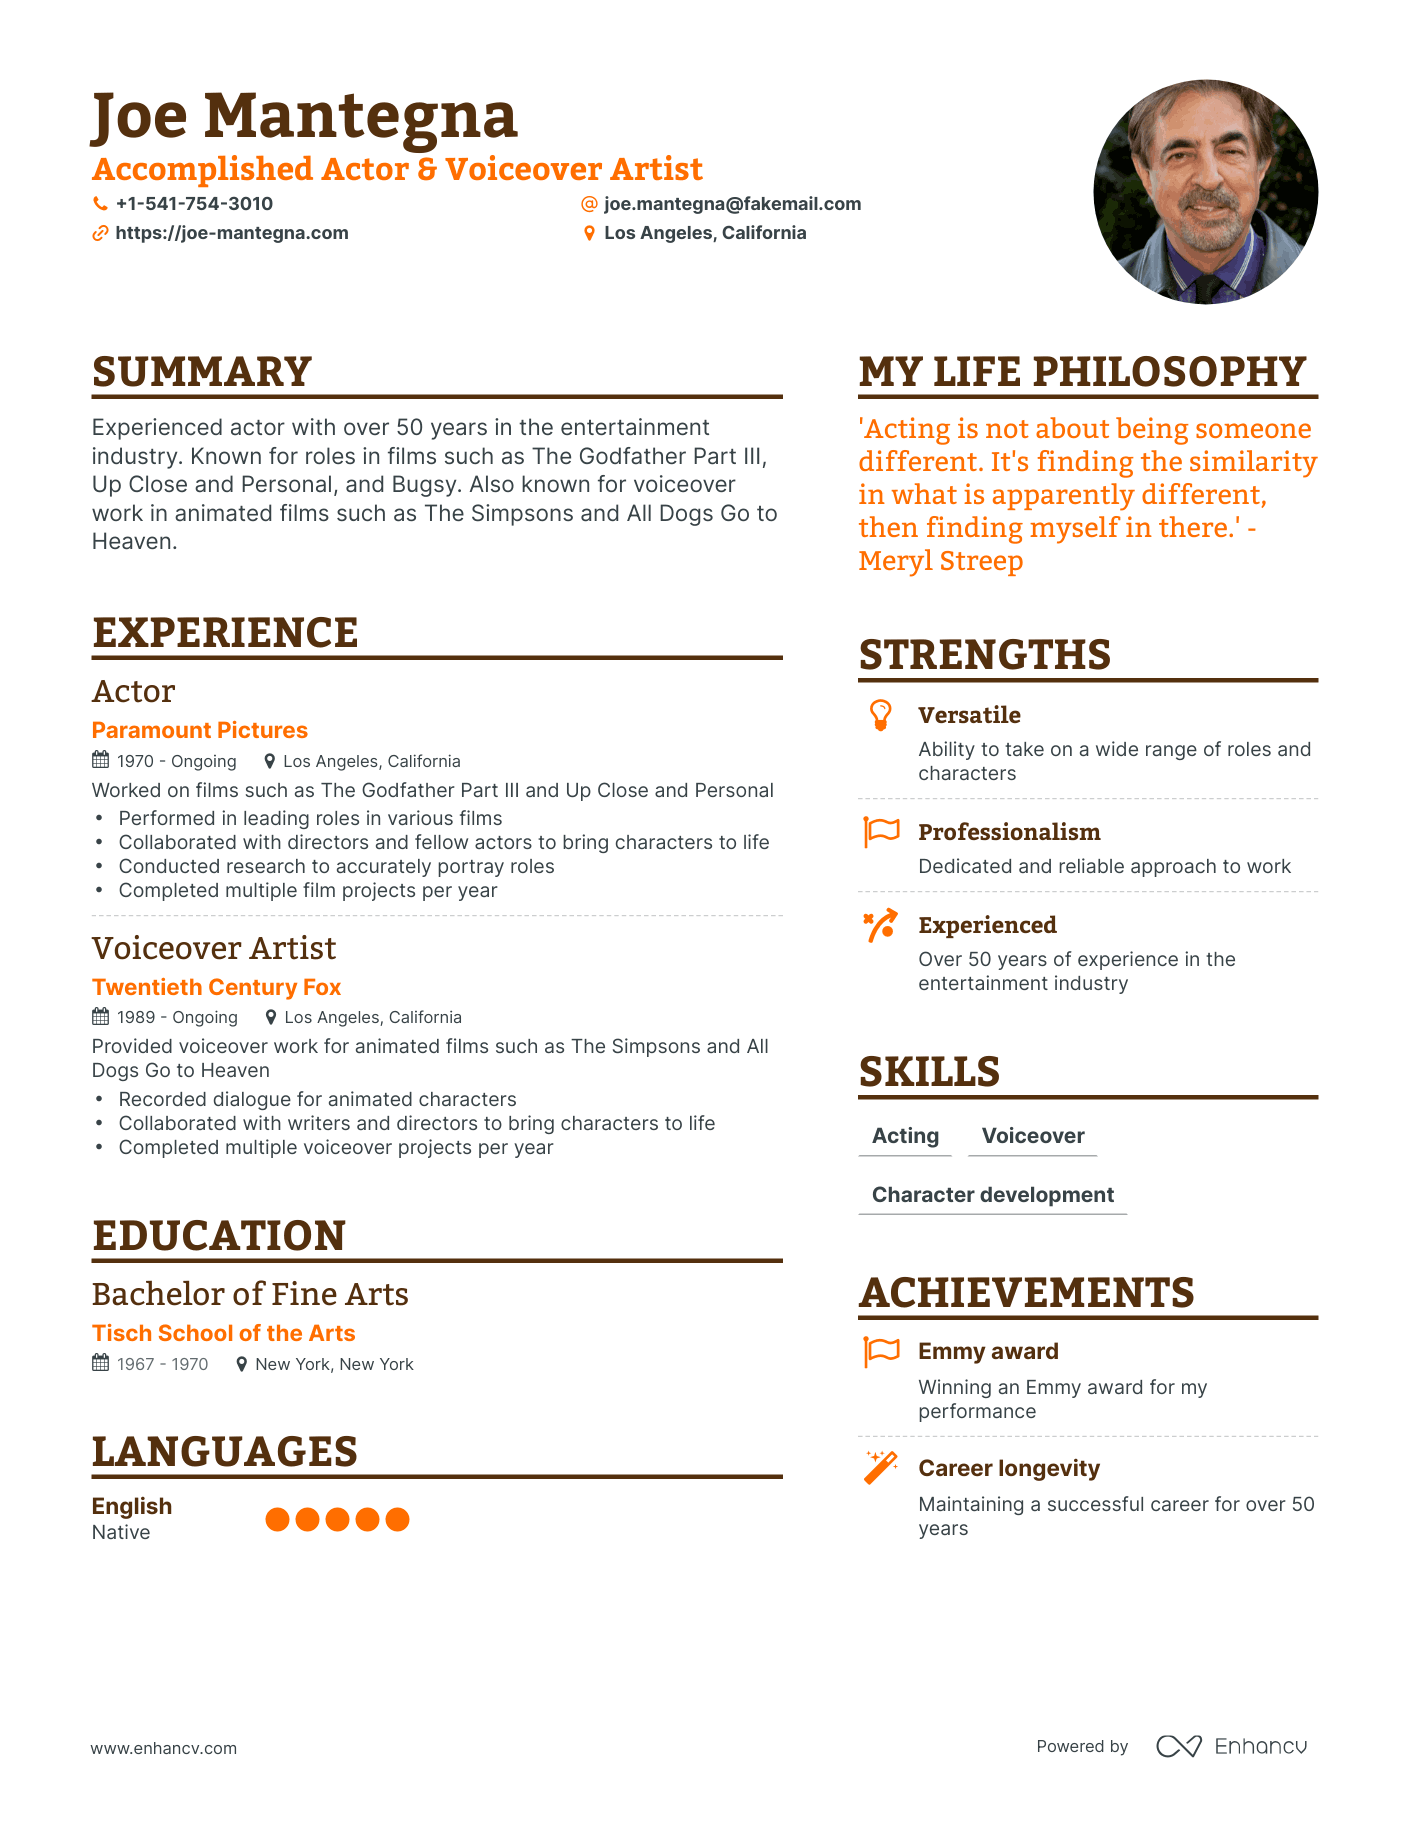 Joe Mantegna
Accomplished Actor & Voiceover Artist
+1-541-754-3010
joe.mantegna@fakemail.com
https://joe-mantegna.com
Los Angeles, California
SUMMARY
Experienced actor with over 50 years in the entertainment
industry. Known for roles in films such as The Godfather Part III,
Up Close and Personal, and Bugsy. Also known for voiceover
work in animated films such as The Simpsons and All Dogs Go to
Heaven.
EXPERIENCE
Actor
Paramount Pictures
1970 - Ongoing
Los Angeles, California
Worked on films such as The Godfather Part III and Up Close and Personal
• Performed in leading roles in various films
• Collaborated with directors and fellow actors to bring characters to life
• Conducted research to accurately portray roles
• Completed multiple film projects per year
Voiceover Artist
Twentieth Century Fox
1989 - Ongoing
Los Angeles, California
Provided voiceover work for animated films such as The Simpsons and All
Dogs Go to Heaven
• Recorded dialogue for animated characters
• Collaborated with writers and directors to bring characters to life
• Completed multiple voiceover projects per year
EDUCATION
Bachelor of Fine Arts
Tisch School of the Arts
1967 - 1970
New York, New York
LANGUAGES
English
Native
MY LIFE PHILOSOPHY
'Acting is not about being someone
different. It's finding the similarity
in what is apparently different,
then finding myself in there.' -
Meryl Streep
STRENGTHS
Versatile
Ability to take on a wide range of roles and
characters
Professionalism
Dedicated and reliable approach to work
Experienced
Over 50 years of experience in the
entertainment industry
SKILLS
Acting
Voiceover
Character development
ACHIEVEMENTS
Emmy award
Winning an Emmy award for my
performance
Career longevity
Maintaining a successful career for over 50
years
www.enhancv.com
Powered by
Enhancv